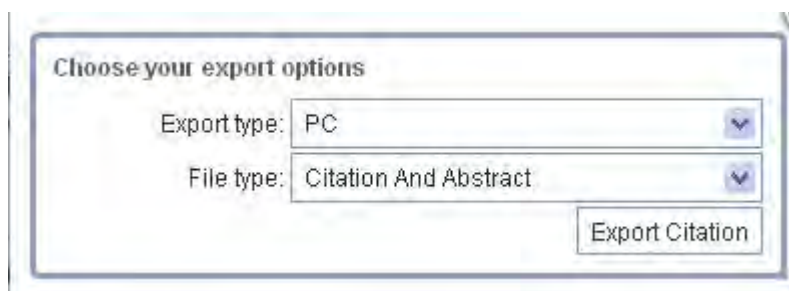 Choose your export options
Export type: PC
File type: Citation And Abstract
Export Citation